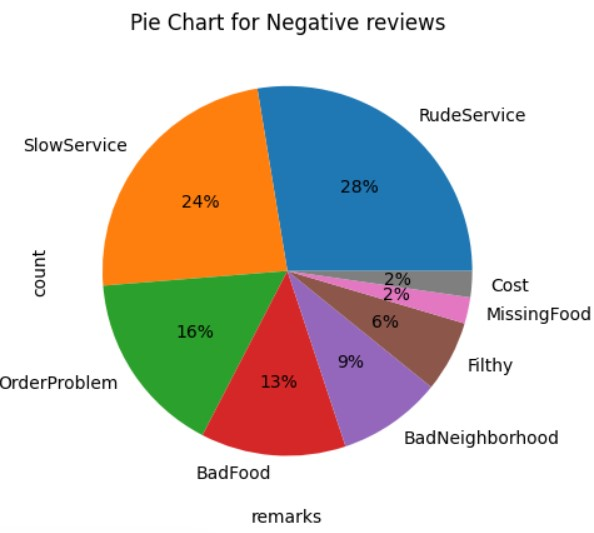 Pie Chart for Negative reviews
RudeService
SlowService
28%
24%
count
2%
Cost
2%
MissingFood
6%
16%
Filthy
9%
OrderProblem
13%
BadNeighborhood
BadFood
remarks